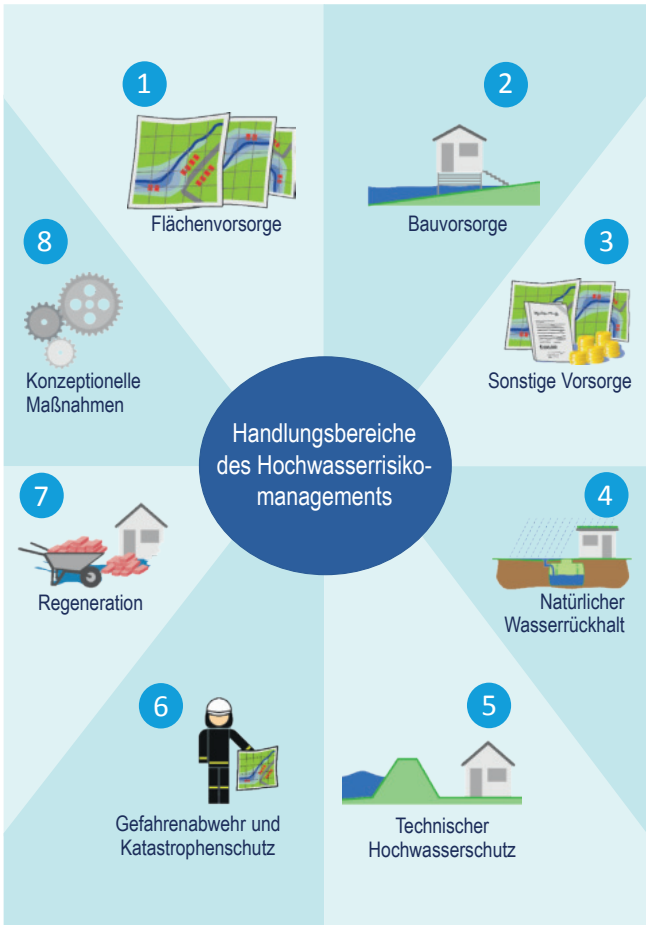 1
Flächenvorsorge
2
Bauvorsorge
3
Sonstige Vorsorge
4
Natürlicher
Wasserrückhalt
5
Technischer
Hochwasserschutz
6
Gefahrenabwehr und
Katastrophenschutz
7
Regeneration
8
Konzeptionelle
Maßnahmen
Handlungsbereiche
des Hochwasserrisiko-
managements